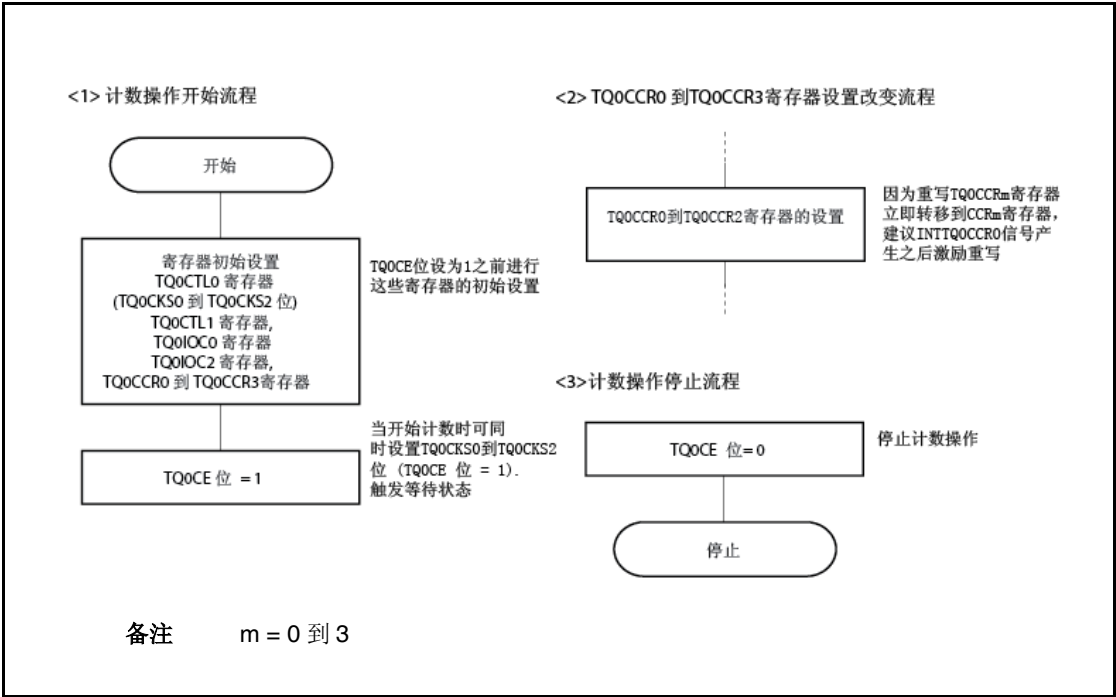 <1> 计数操作开始流程
开始
寄存器初始设置
TQ0CTL0 寄存器
(TQ0CKS0 到 TQ0CKS2 位)
TQ0CTL1 寄存器,
TQ0IOC0 寄存器
TQ0IOC2 寄存器,
TQ0CCR0 到 TQ0CCR3寄存器
TQ0CE位设为1之前进行
这些寄存器的初始设置
TQ0CE 位 =1
当开始计数时可同
时设置TQ0CKS0到TQ0CKS2
位 (TQ0CE 位 = 1).
触发等待状态
<2> TQ0CCR0 到TQ0CCR3寄存器设置改变流程
TQ0CCR0到TQ0CCR2寄存器的设置
因为重写TQ0CCRm寄存器
立即转移到CCRm寄存器,
建议INTTQ0CCR0信号产
生之后激励重写
<3>计数操作停止流程
TQ0CE 位=0
停止计数操作
停止
备注 m = 0 到 3